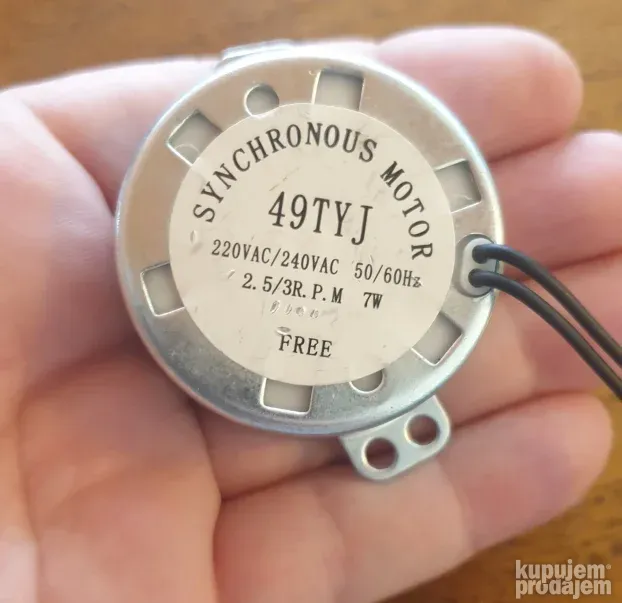 SYNCHRONOUS MOTOR
49TYJ
220VAC/240VAC 50/60Hz
2.5/3R.P.M 7W
FREE
kupujem
prodajem